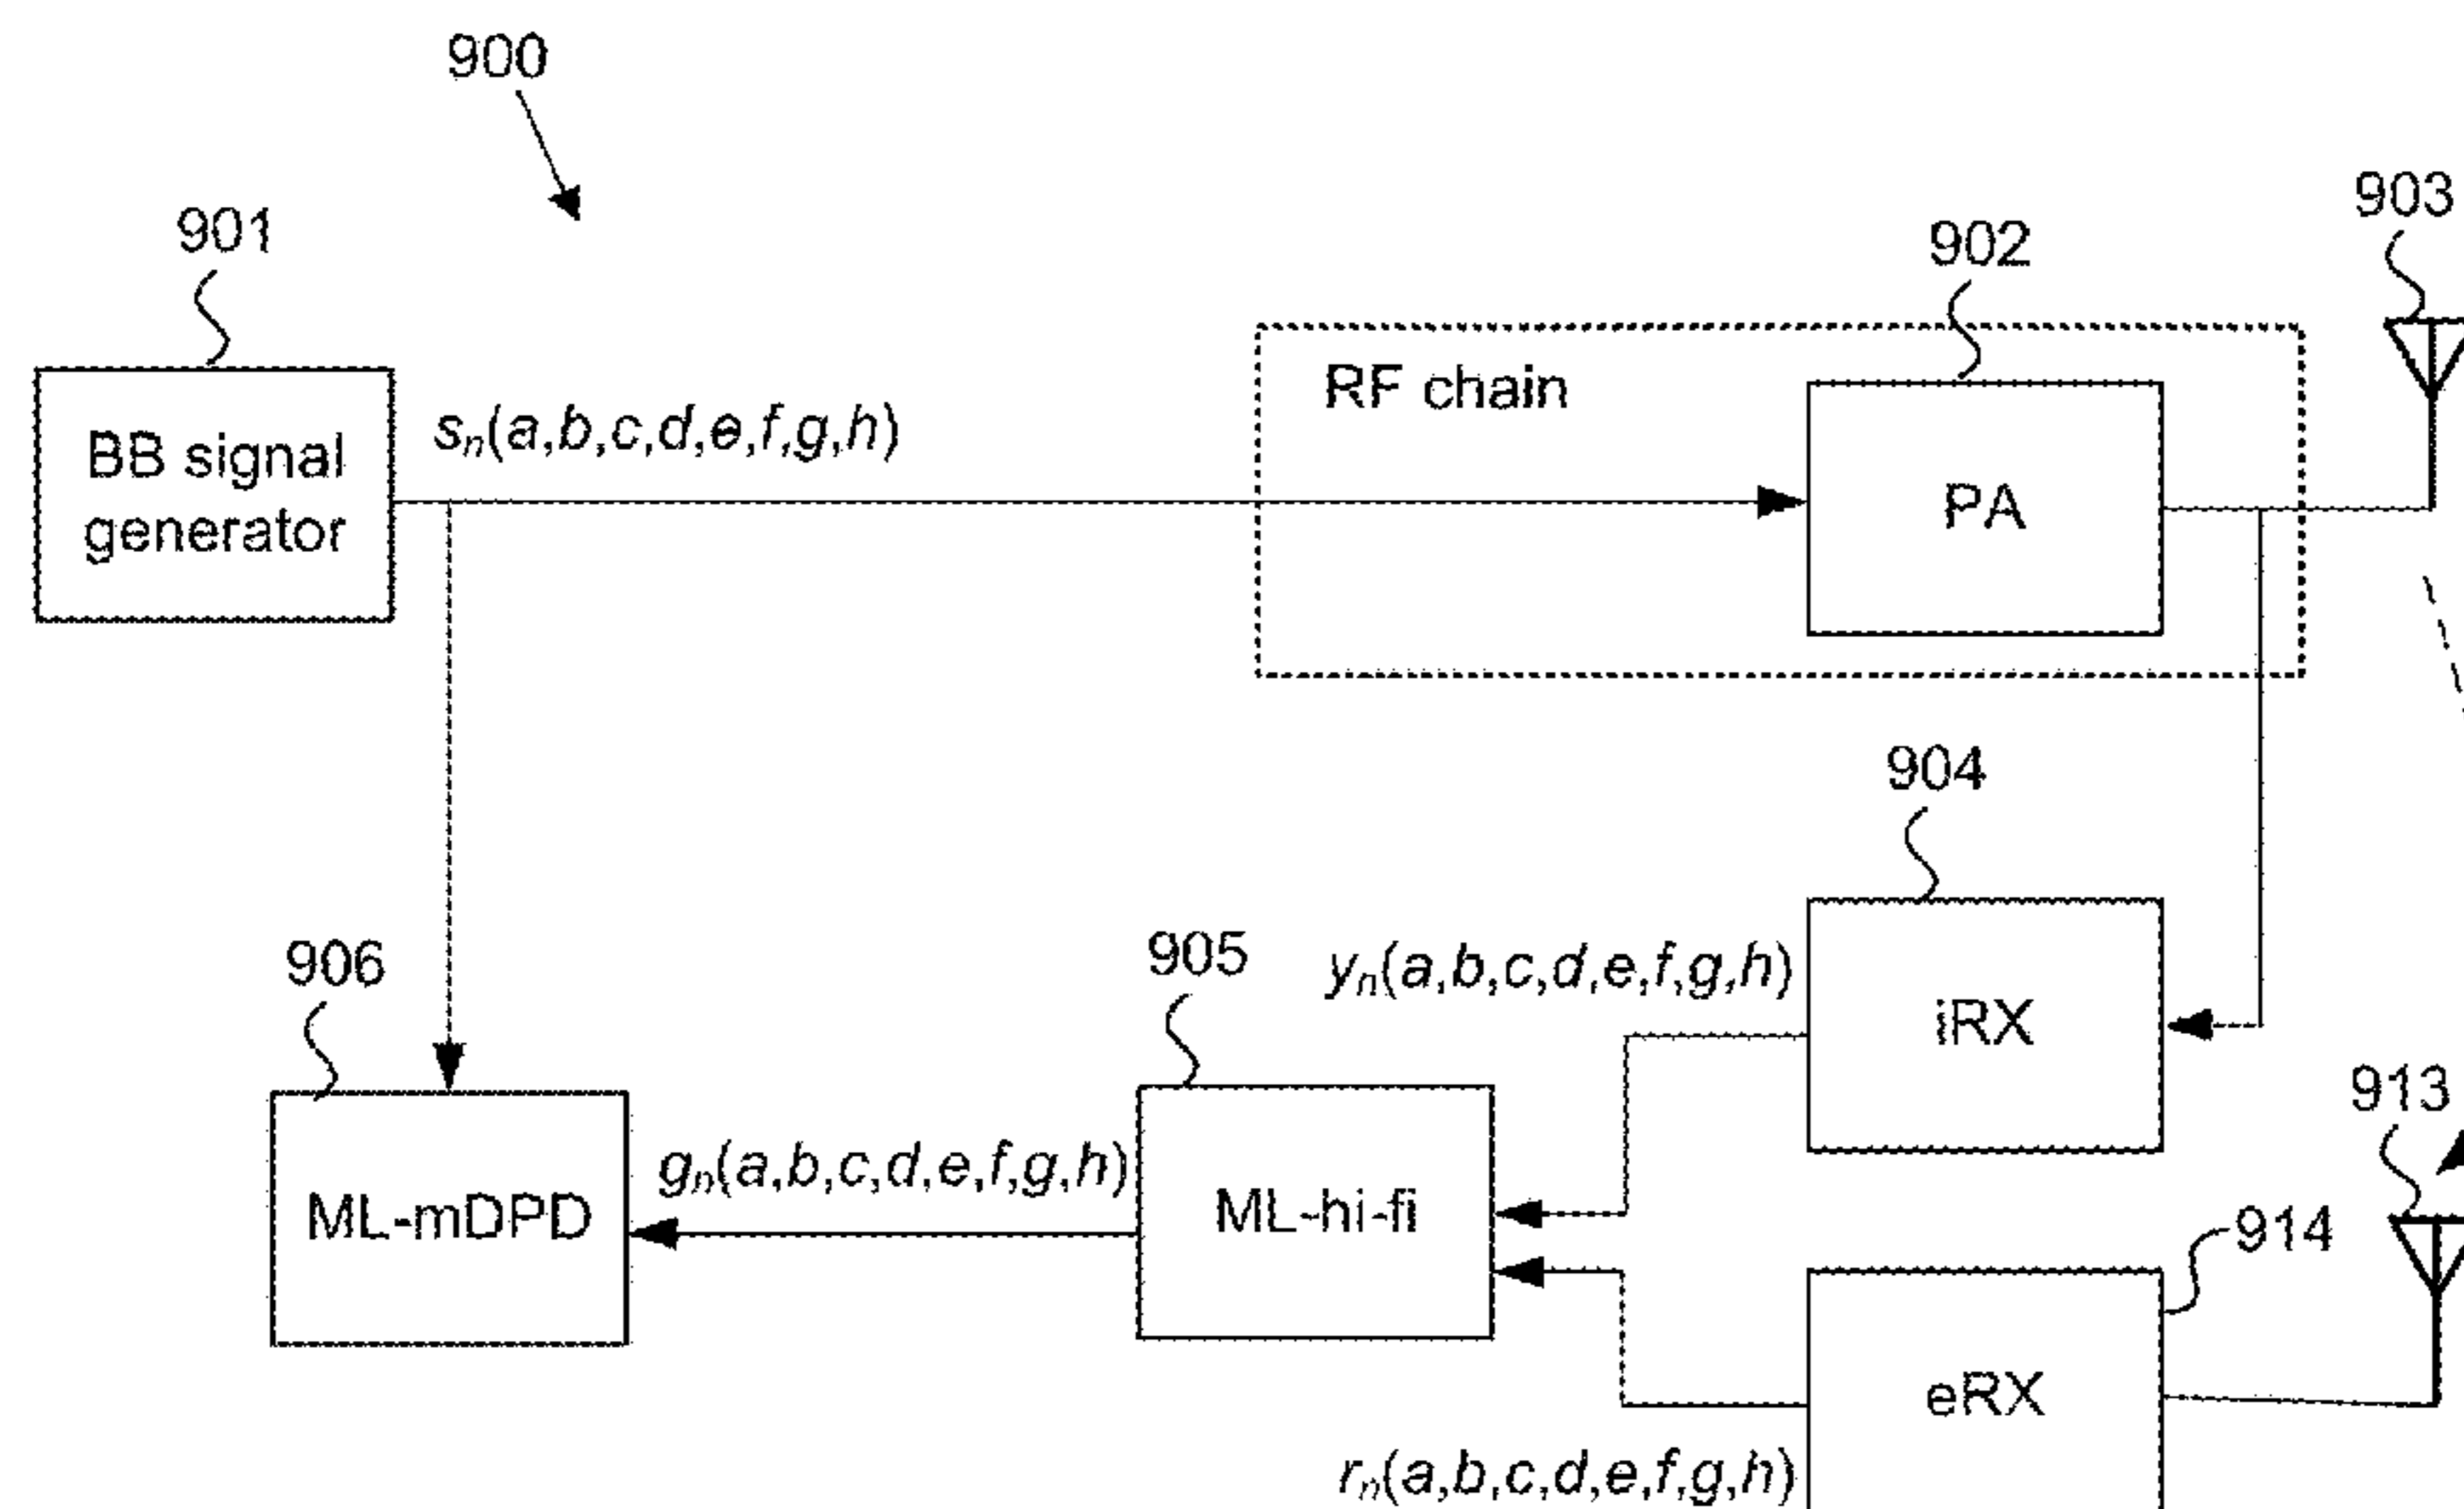 900
901
902
903
BB signal
generator
sₙ(a,b,c,d,e,f,g,h)
RF chain
PA
904
905
906
yₙ(a,b,c,d,e,f,g,h)
iRX
913
914
ML-mDPD
gₙ(a,b,c,d,e,f,g,h)
ML-hi-fi
eRX
rₙ(a,b,c,d,e,f,g,h)